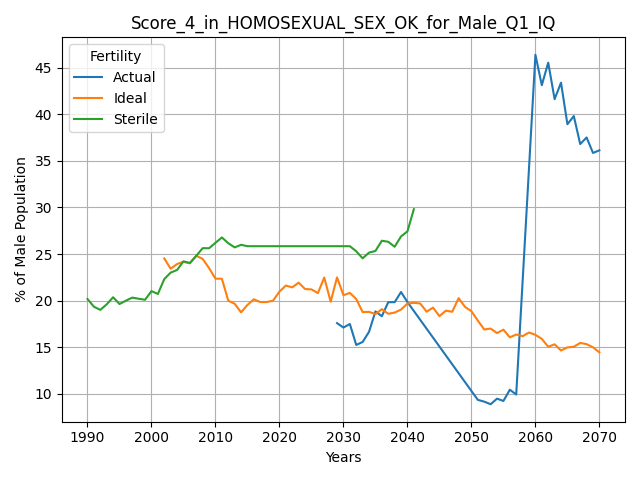 Score_4_in_HOMOSEXUAL_SEX_OK_for_Male_Q1_IQ
Fertility
Actual
Ideal
Sterile
% of Male Population
45
40
35
30
25
20
15
10
1990 2000 2010 2020 2030 2040 2050 2060 2070
Years